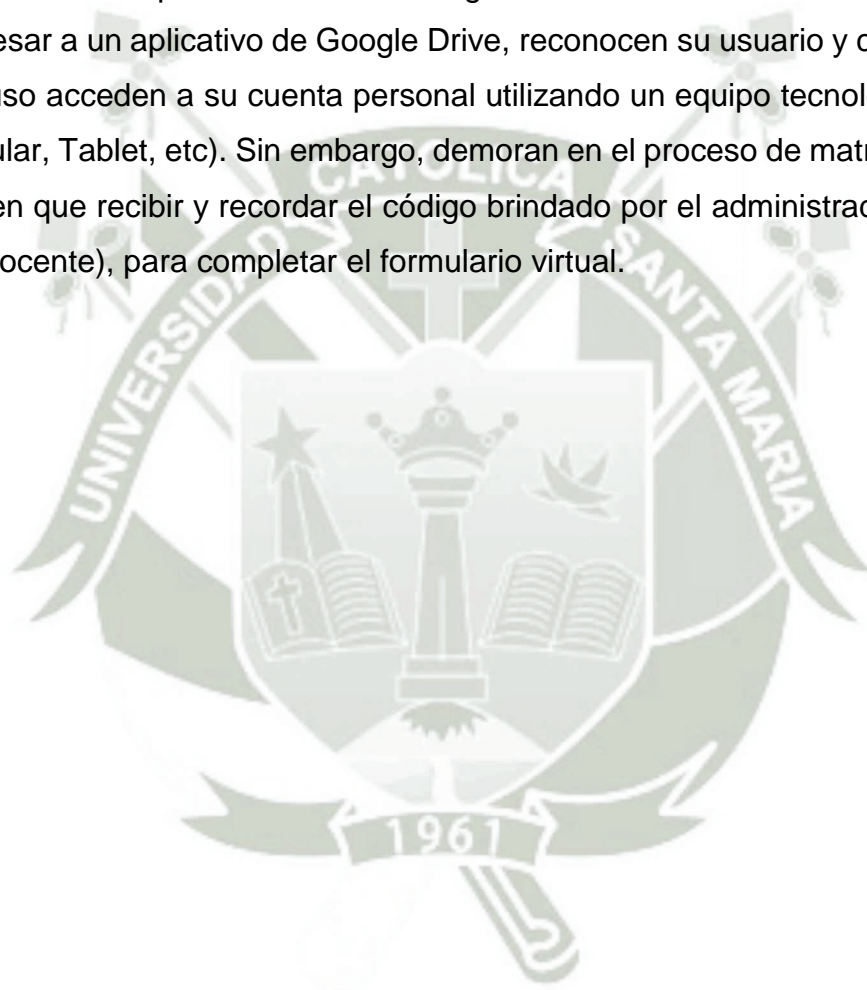 esar a un aplicativo de Google Drive, reconocen su usuario y
uso acceden a su cuenta personal utilizando un equipo tecnol
ular, Tablet, etc). Sin embargo, demoran en el proceso de mat
en que recibir y recordar el código brindado por el administra
ocente), para completar el formulario virtual.
UNIVERSIDAD CATOLICA SANTA MARIA
1961